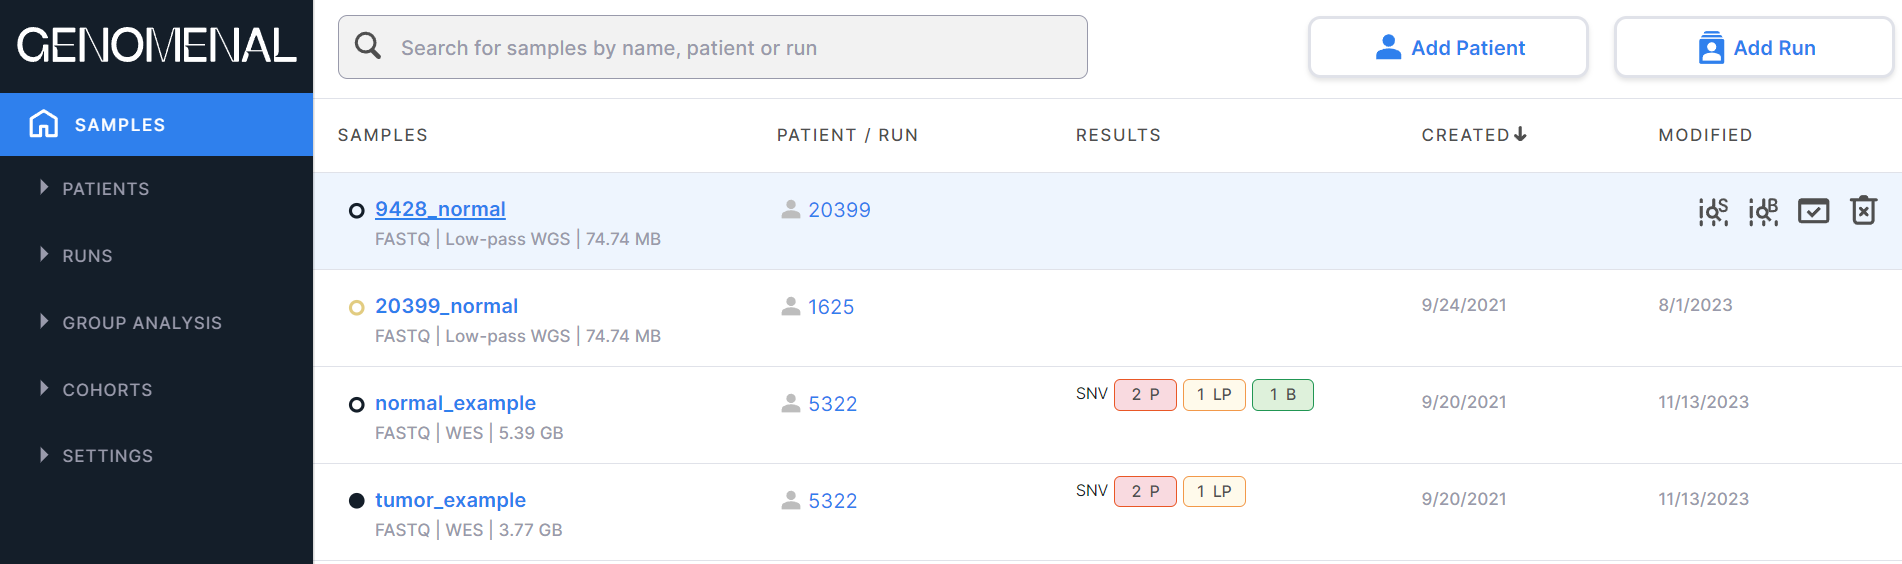 GENOMENAL
Search for samples by name, patient or run
Add Patient
Add Run
SAMPLES
PATIENTS
RUNS
GROUP ANALYSIS
COHORTS
SETTINGS
SAMPLES PATIENT / RUN RESULTS CREATED MODIFIED
9428_normal 20399 S B
FASTQ | Low-pass WGS | 74.74 MB
20399_normal 1625 9/24/2021 8/1/2023
FASTQ | Low-pass WGS | 74.74 MB
normal_example 5322 SNV 2 P 1 LP 1 B 9/20/2021 11/13/2023
FASTQ | WES | 5.39 GB
tumor_example 5322 SNV 2 P 1 LP 9/20/2021 11/13/2023
FASTQ | WES | 3.77 GB